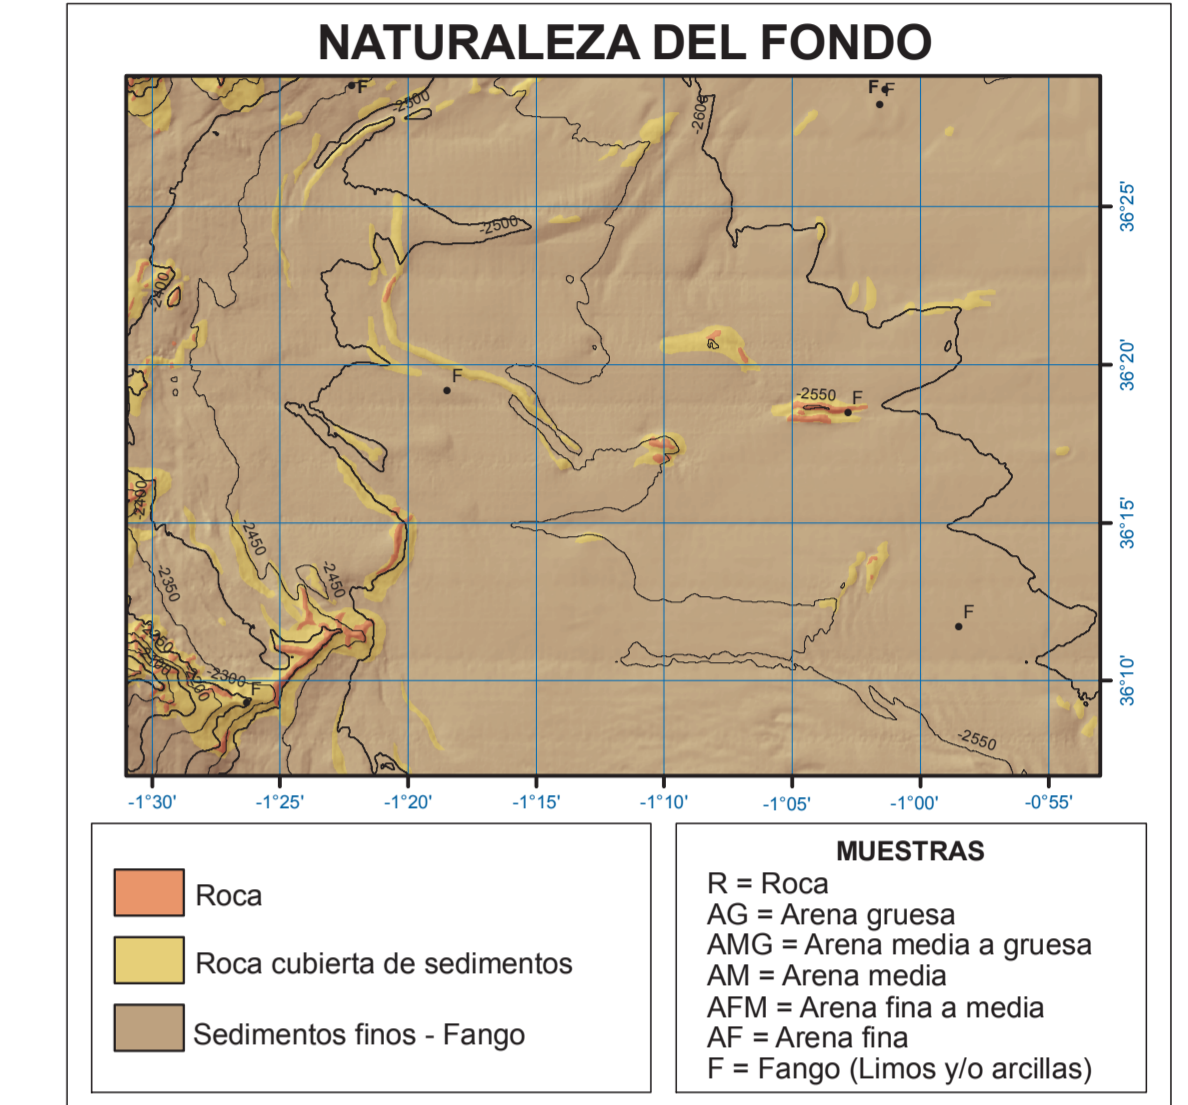 NATURALEZA DEL FONDO
F
-2500
-2600
F F
36°25'
-2500
-2400
36°20'
F
-2550
F
-2400
36°15'
-2450
-2450
-2350
F
-2300
F
36°10'
-2550
-1°30' -1°25' -1°20' -1°15' -1°10' -1°05' -1°00' -0°55'
Roca
Roca cubierta de sedimentos
Sedimentos finos - Fango
MUESTRAS
R = Roca
AG = Arena gruesa
AMG = Arena media a gruesa
AM = Arena media
AFM = Arena fina a media
AF = Arena fina
F = Fango (Limos y/o arcillas)